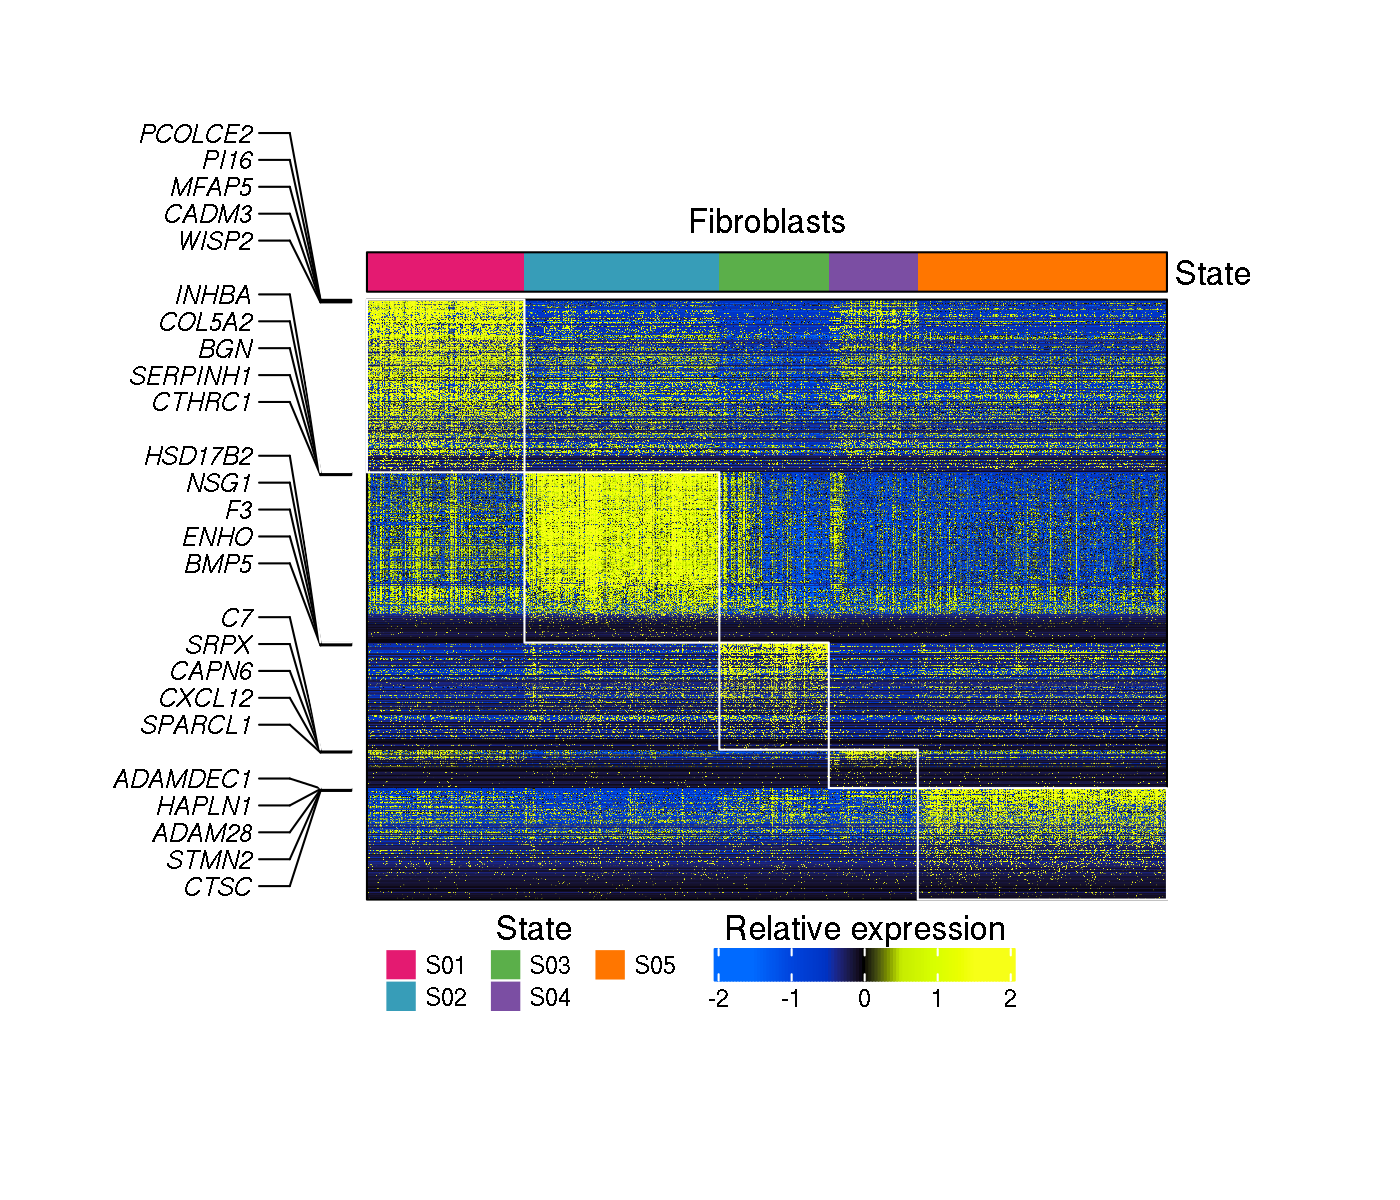 PCOLCE2
PI16
MFAP5
CADM3
WISP2
INHBA
COL5A2
BGN
SERPINH1
CTHRC1
HSD17B2
NSG1
F3
ENHO
BMP5
C7
SRPX
CAPN6
CXCL12
SPARCL1
ADAMDEC1
HAPLN1
ADAM28
STMN2
CTSC
Fibroblasts
State
State
S01 S03 S05
S02 S04
Relative expression
-2 -1 0 1 2